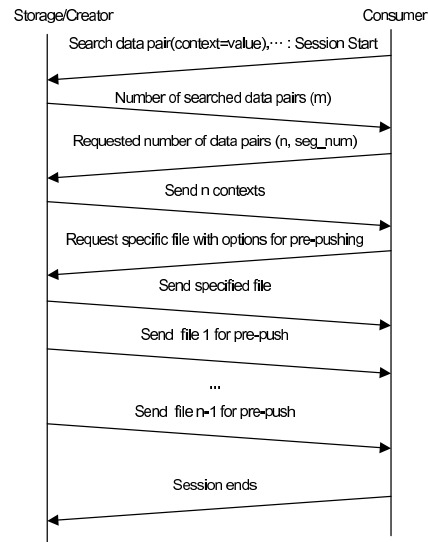 Storage/Creator
Consumer
Search data pair(context=value),··· : Session Start
Number of searched data pairs (m)
Requested number of data pairs (n, seg_num)
Send n contexts
Request specific file with options for pre-pushing
Send specified file
Send file 1 for pre-push
...
Send file n-1 for pre-push
Session ends